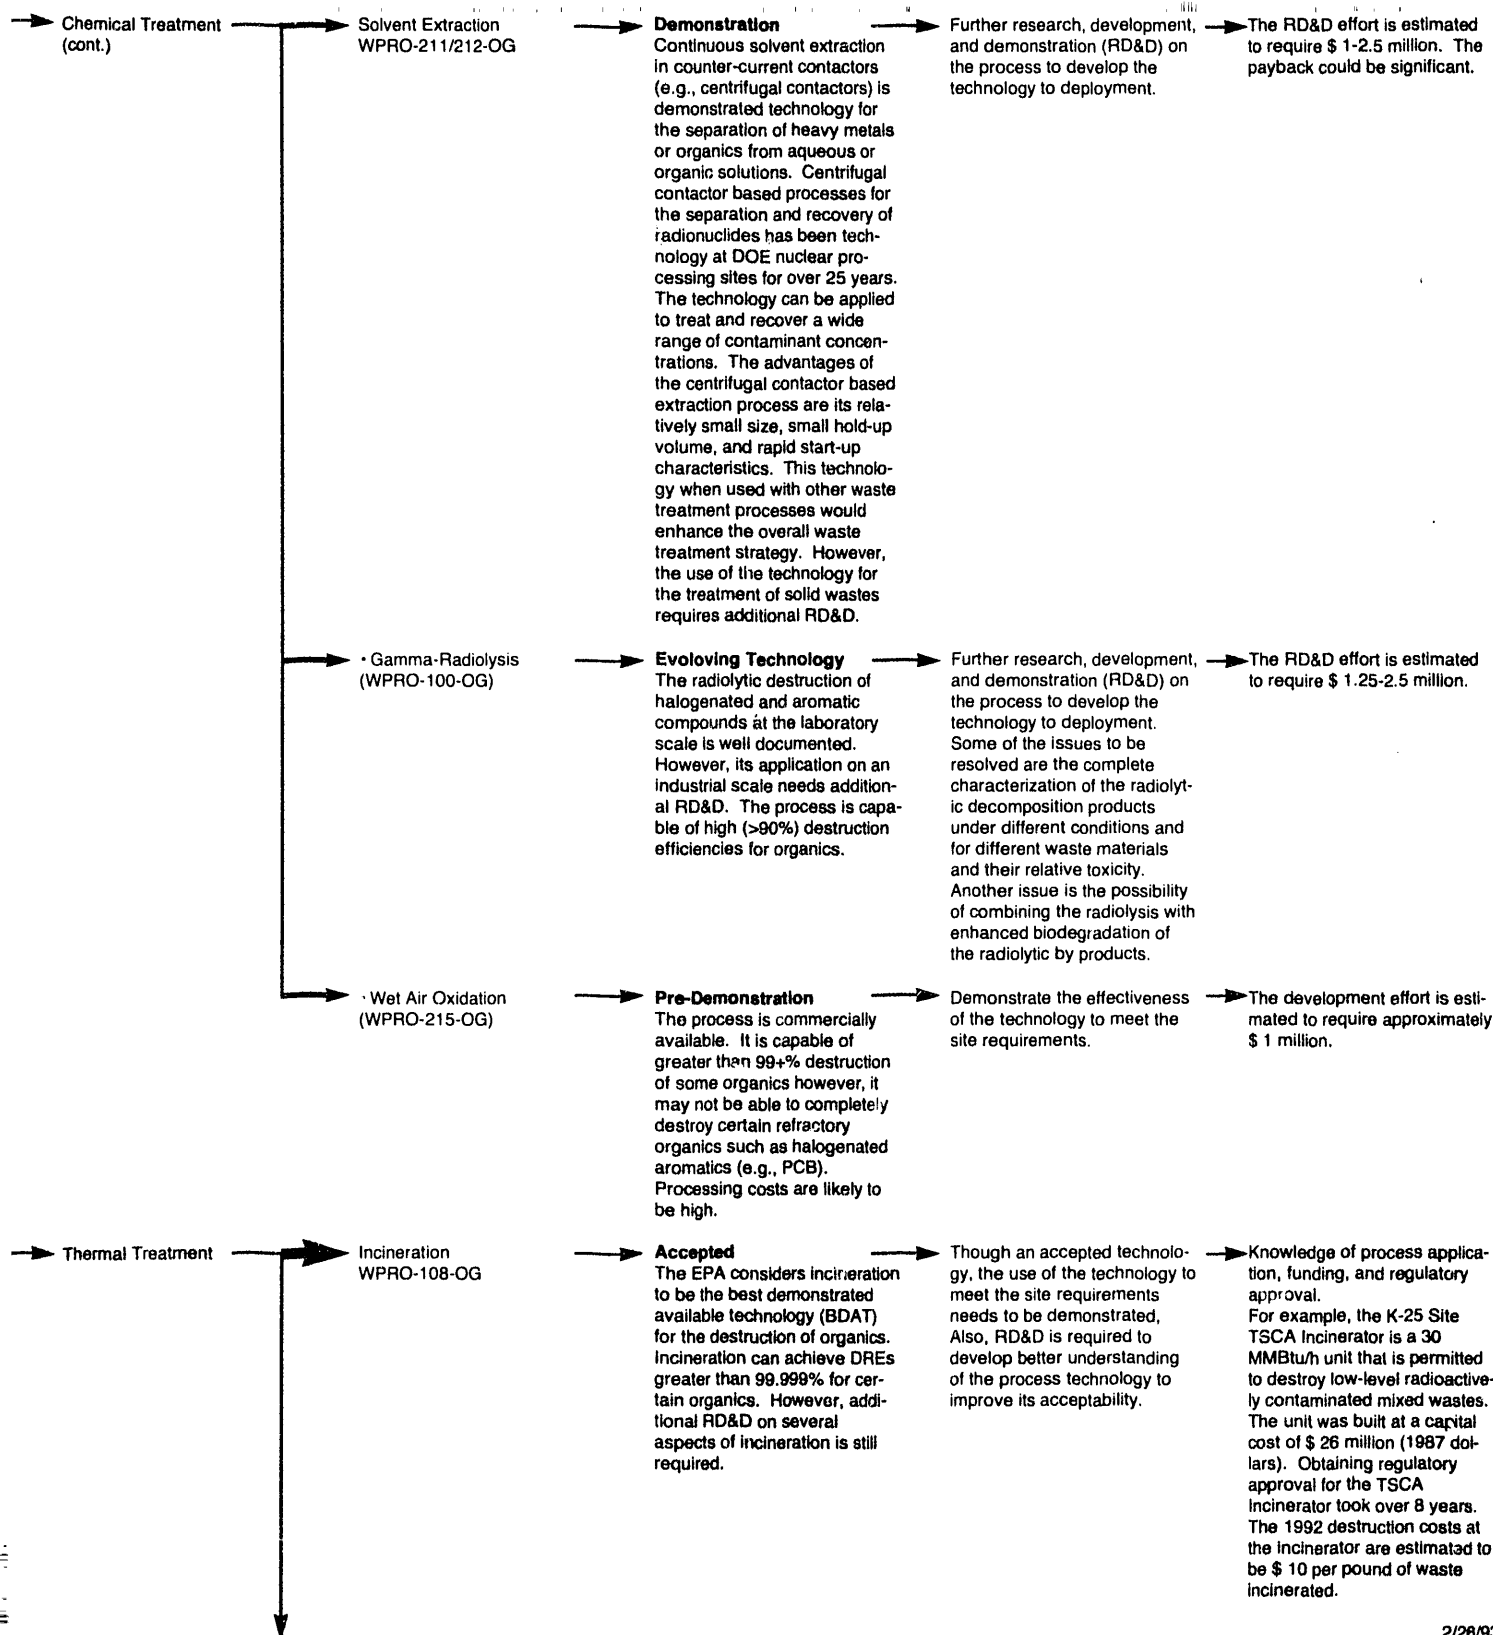 Chemical Treatment
(cont.)
Solvent Extraction
WPRO-211/212-OG
Demonstration
Continuous solvent extraction
in counter-current contactors
(e.g., centrifugal contactors) is
demonstrated technology for
the separation of heavy metals
or organics from aqueous or
organic solutions. Centrifugal
contactor based processes for
the separation and recovery of
radionuclides has been tech-
nology at DOE nuclear pro-
cessing sites for over 25 years.
The technology can be applied
to treat and recover a wide
range of contaminant concen-
trations. The advantages of
the centrifugal contactor based
extraction process are its rela-
tively small size, small hold-up
volume, and rapid start-up
characteristics. This technolo-
gy when used with other waste
treatment processes would
enhance the overall waste
treatment strategy. However,
the use of the technology for
the treatment of solid wastes
requires additional RD&D.
Further research, development,
and demonstration (RD&D) on
the process to develop the
technology to deployment.
The RD&D effort is estimated
to require $ 1-2.5 million. The
payback could be significant.
· Gamma-Radiolysis
(WPRO-100-OG)
Evoloving Technology
The radiolytic destruction of
halogenated and aromatic
compounds at the laboratory
scale is well documented.
However, its application on an
industrial scale needs addition-
al RD&D. The process is capa-
ble of high (>90%) destruction
efficiencies for organics.
Further research, development,
and demonstration (RD&D) on
the process to develop the
technology to deployment.
Some of the issues to be
resolved are the complete
characterization of the radiolyt-
ic decomposition products
under different conditions and
for different waste materials
and their relative toxicity.
Another issue is the possibility
of combining the radiolysis with
enhanced biodegradation of
the radiolytic by products.
The RD&D effort is estimated
to require $ 1.25-2.5 million.
· Wet Air Oxidation
(WPRO-215-OG)
Pre-Demonstration
The process is commercially
available. It is capable of
greater than 99+% destruction
of some organics however, it
may not be able to completely
destroy certain refractory
organics such as halogenated
aromatics (e.g., PCB).
Processing costs are likely to
be high.
Demonstrate the effectiveness
of the technology to meet the
site requirements.
The development effort is esti-
mated to require approximately
$ 1 million.
Thermal Treatment
Incineration
WPRO-108-OG
Accepted
The EPA considers incineration
to be the best demonstrated
available technology (BDAT)
for the destruction of organics.
Incineration can achieve DREs
greater than 99.999% for cer-
tain organics. However, addi-
tional RD&D on several
aspects of incineration is still
required.
Though an accepted technolo-
gy, the use of the technology to
meet the site requirements
needs to be demonstrated,
Also, RD&D is required to
develop better understanding
of the process technology to
improve its acceptability.
Knowledge of process applica-
tion, funding, and regulatory
approval.
For example, the K-25 Site
TSCA Incinerator is a 30
MMBtu/h unit that is permitted
to destroy low-level radioactive-
ly contaminated mixed wastes.
The unit was built at a capital
cost of $ 26 million (1987 dol-
lars). Obtaining regulatory
approval for the TSCA
Incinerator took over 8 years.
The 1992 destruction costs at
the incinerator are estimated to
be $ 10 per pound of waste
incinerated.